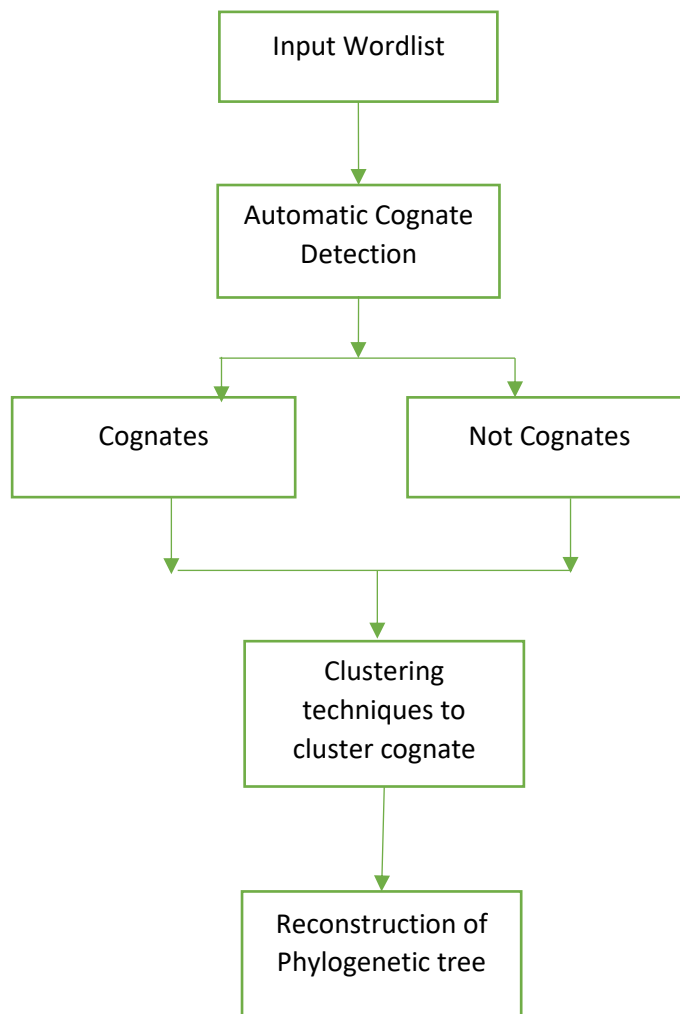 Input Wordlist
Automatic Cognate
Detection
Cognates
Not Cognates
Clustering
techniques to
cluster cognate
Reconstruction of
Phylogenetic tree